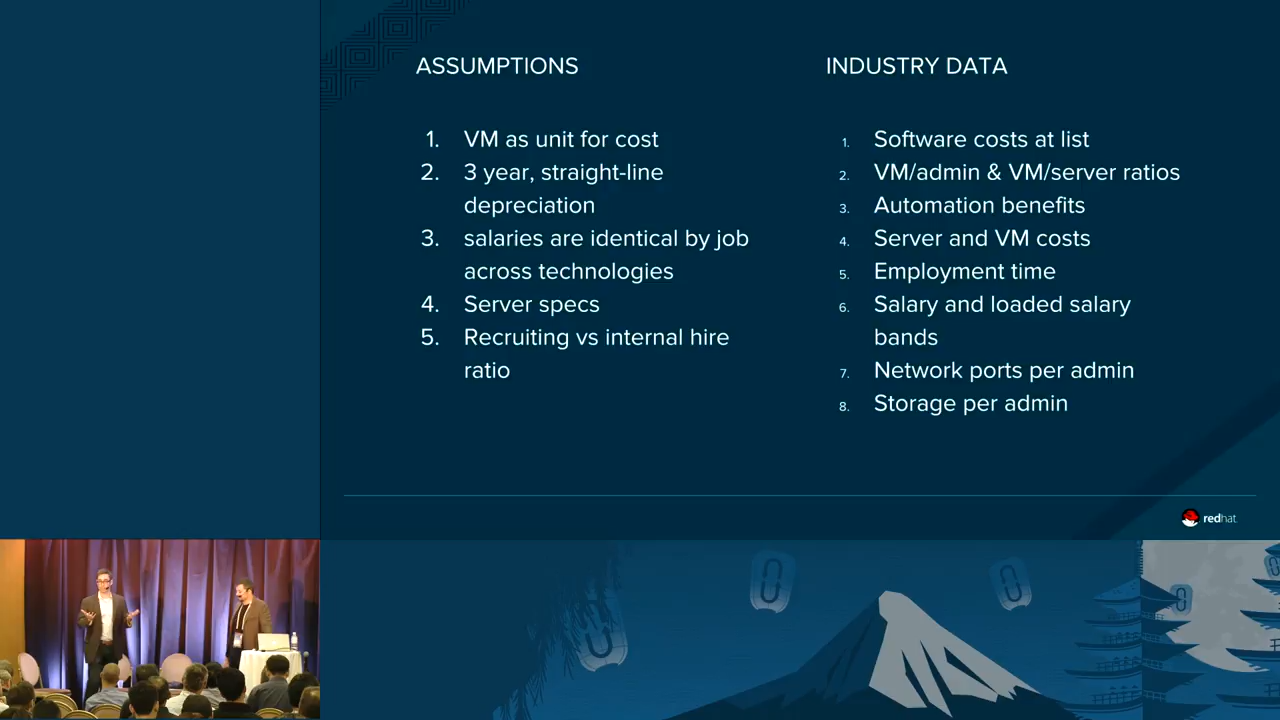 ASSUMPTIONS
1. VM as unit for cost
2. 3 year, straight-line
depreciation
3. salaries are identical by job
across technologies
4. Server specs
5. Recruiting vs internal hire
ratio
INDUSTRY DATA
1. Software costs at list
2. VM/admin & VM/server ratios
3. Automation benefits
4. Server and VM costs
5. Employment time
6. Salary and loaded salary
bands
7. Network ports per admin
8. Storage per admin
redhat